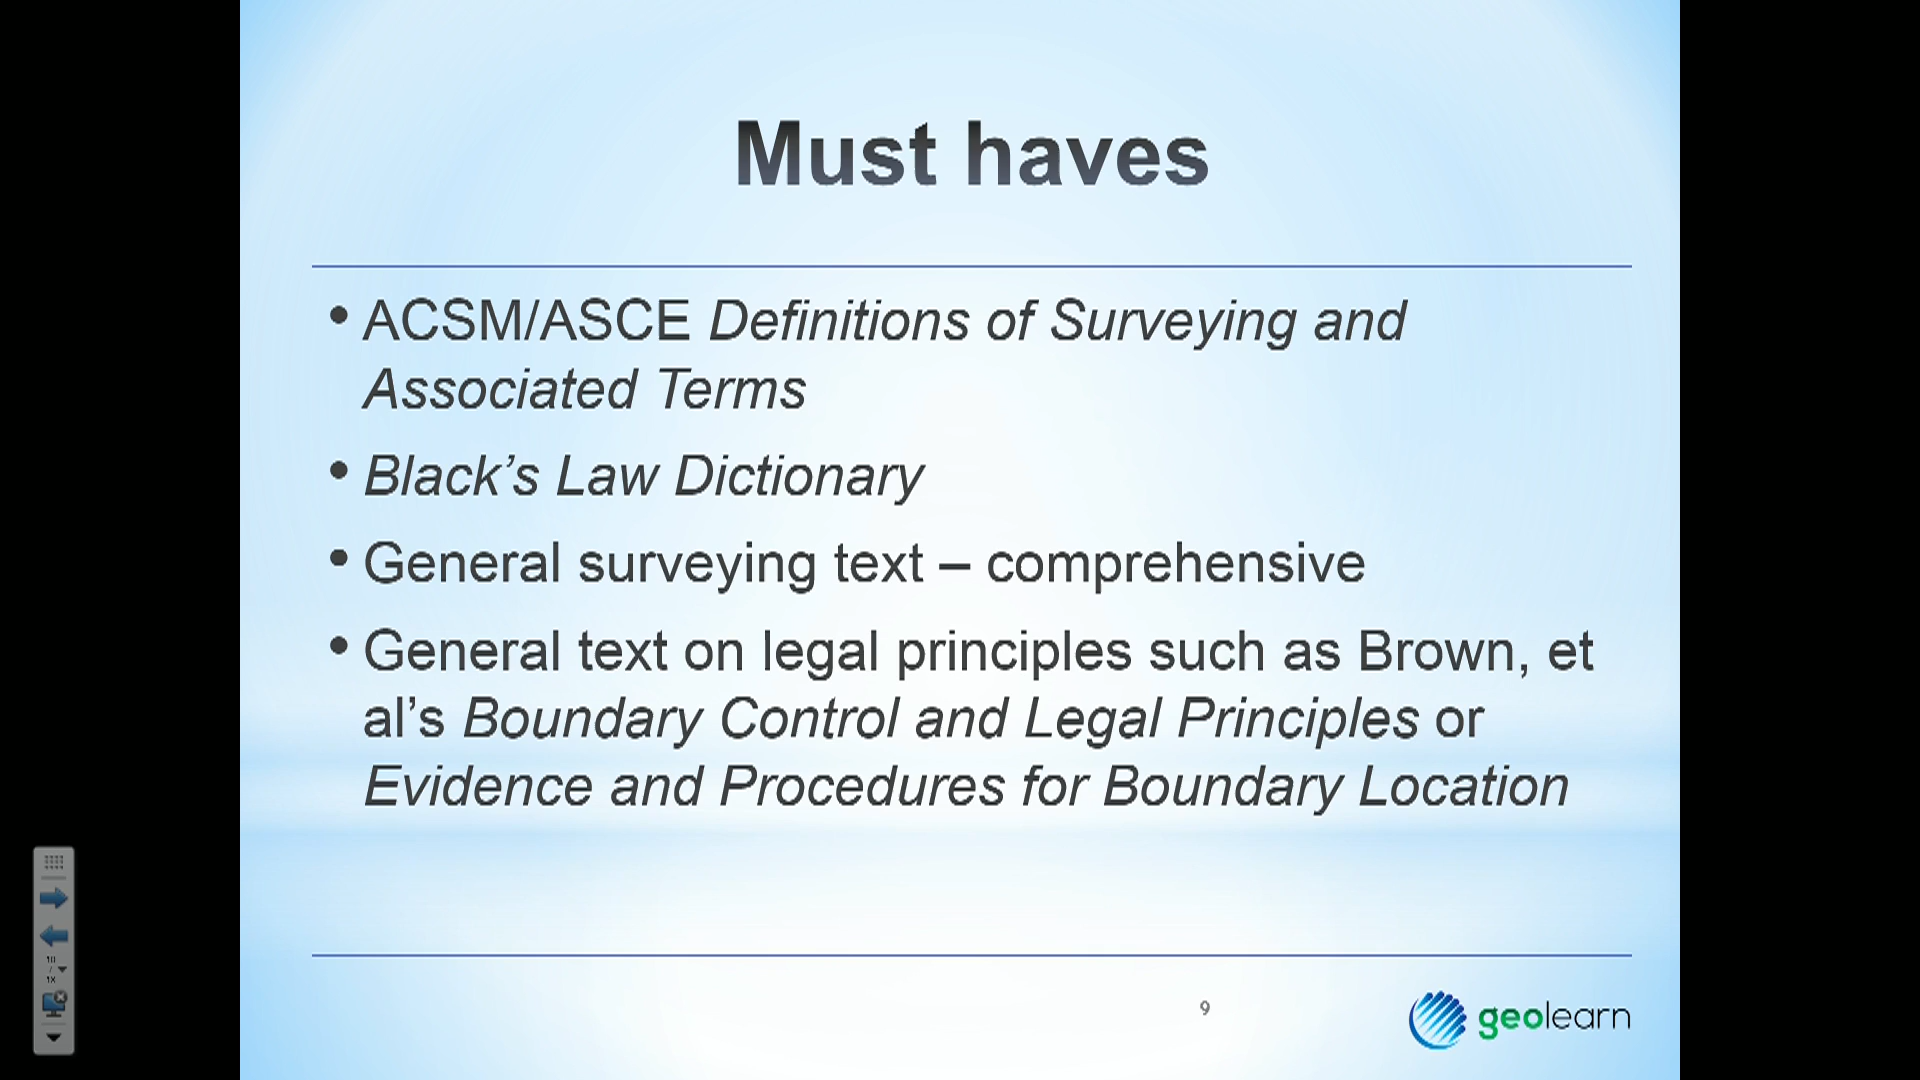 Must haves
• ACSM/ASCE Definitions of Surveying and
Associated Terms
• Black’s Law Dictionary
• General surveying text – comprehensive
• General text on legal principles such as Brown, et
al’s Boundary Control and Legal Principles or
Evidence and Procedures for Boundary Location
9
geolearn